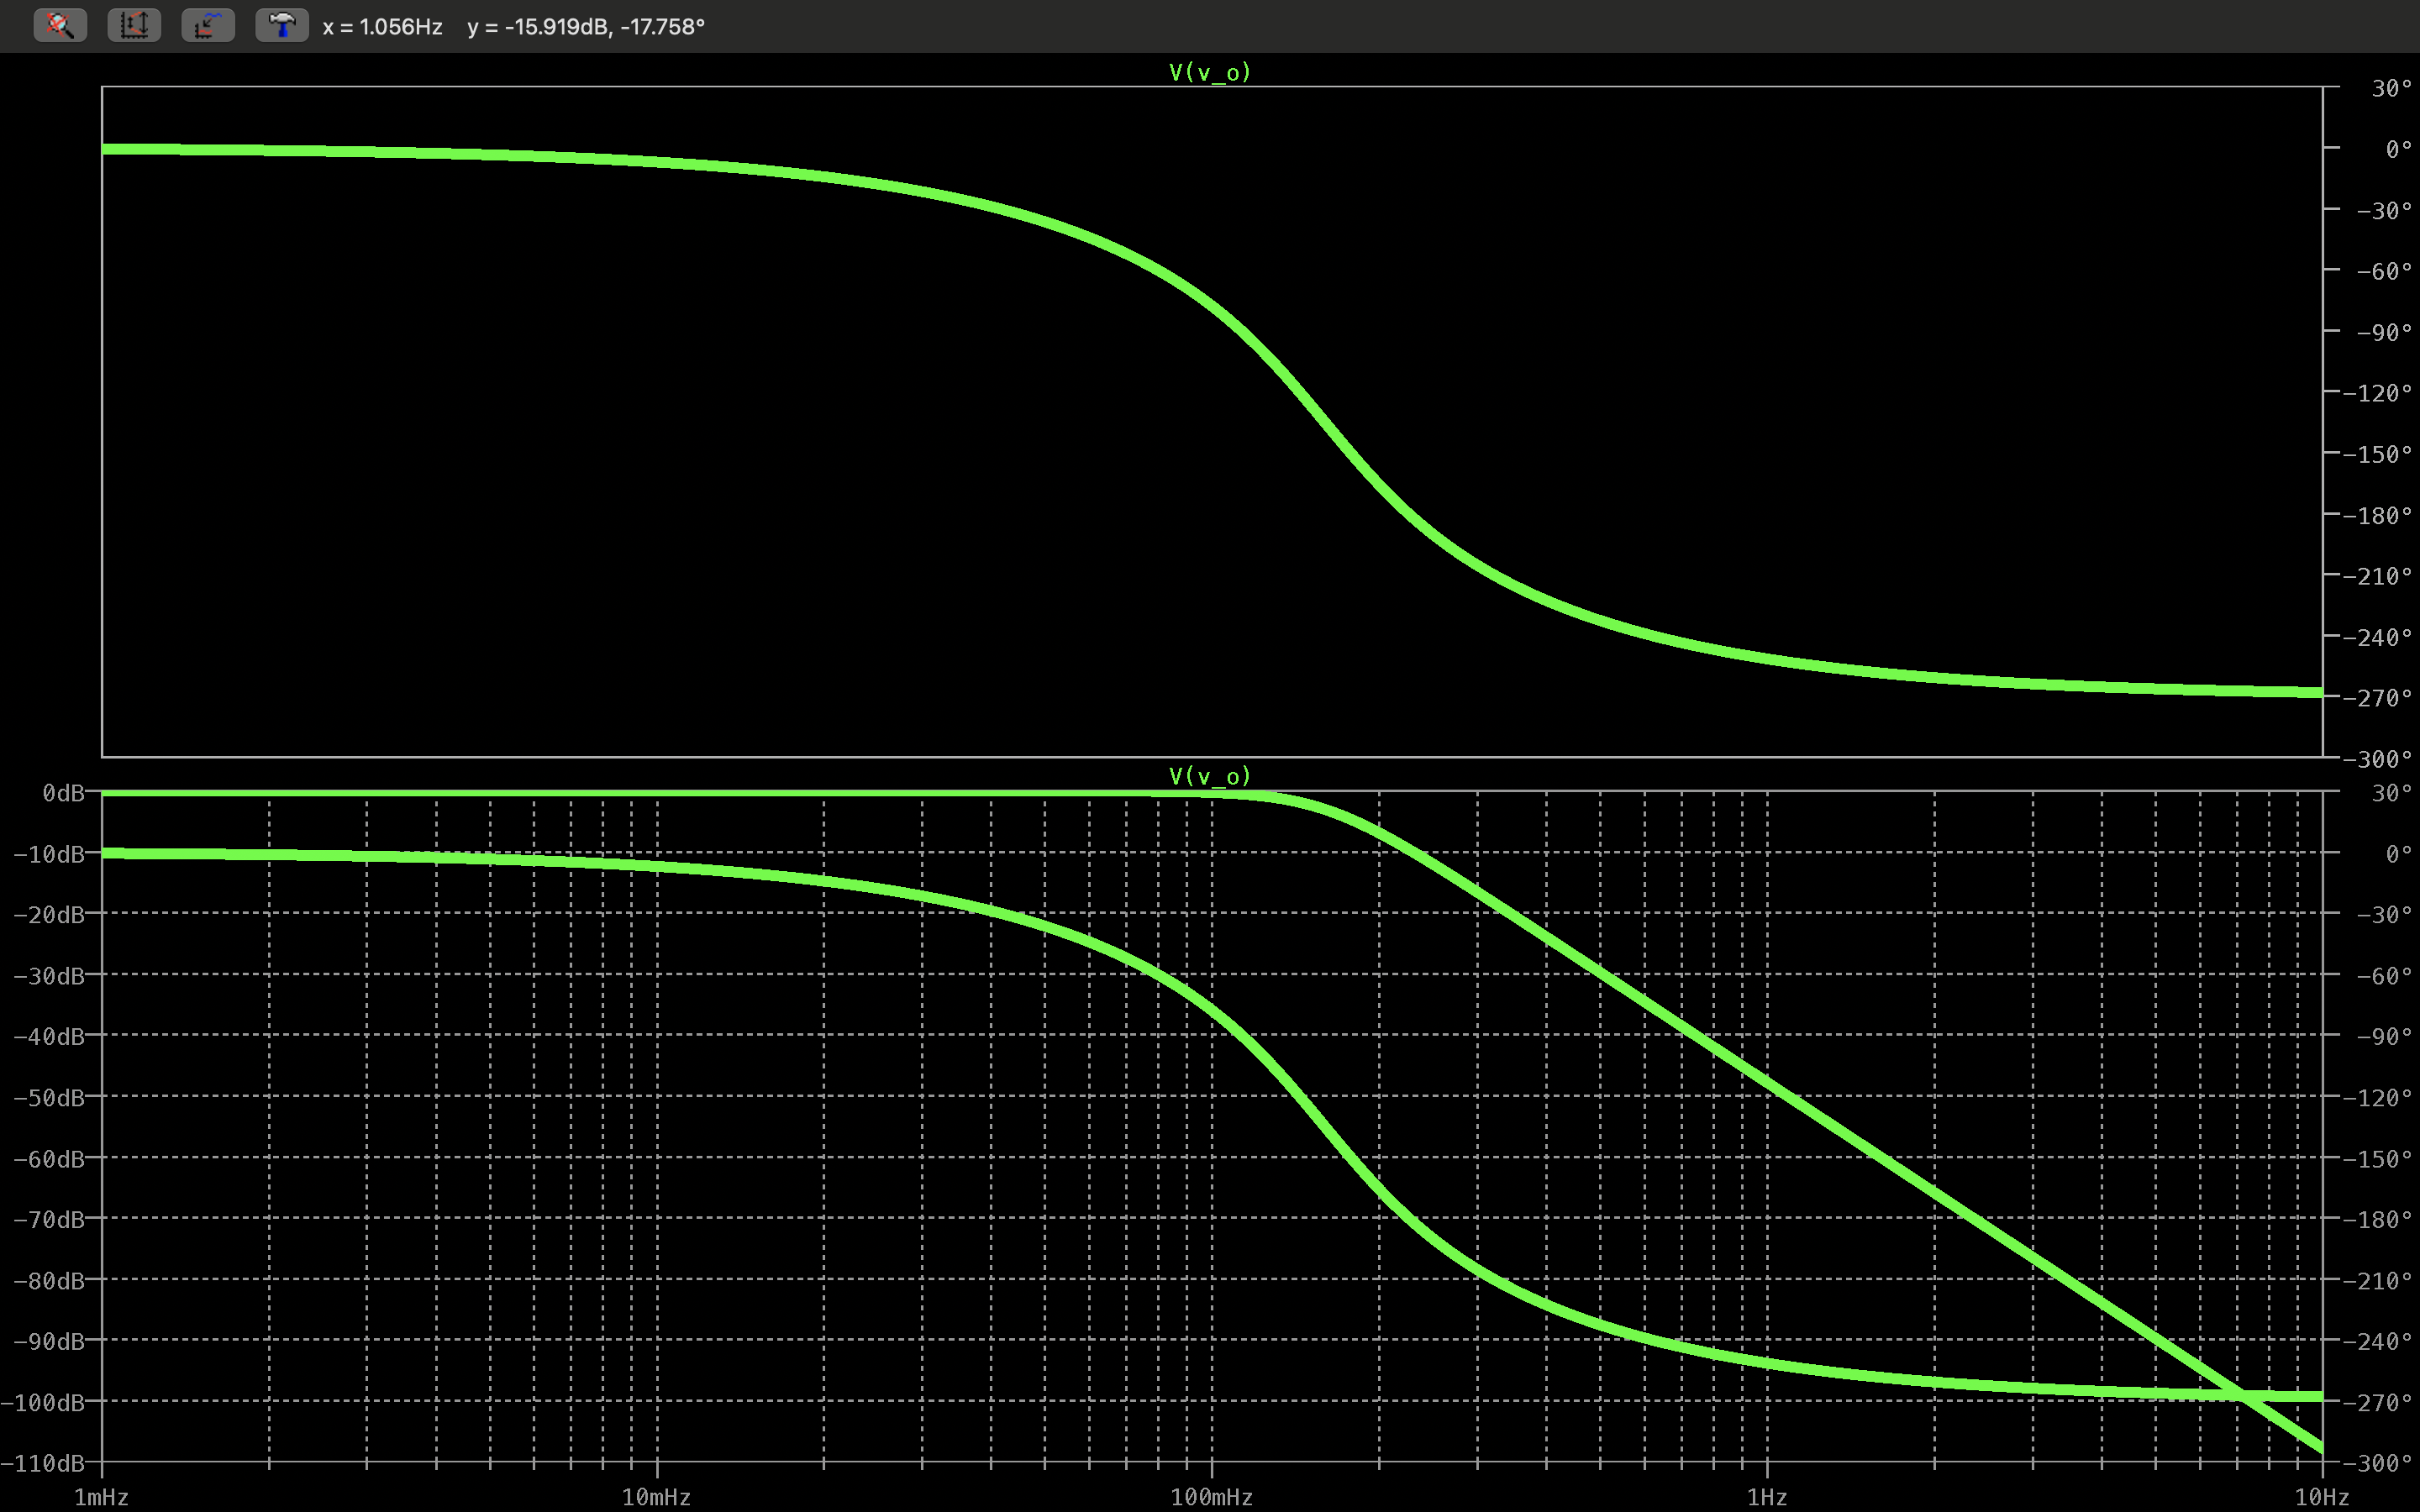 x = 1.056Hz y = -15.919dB, -17.758°
V(v_o)
30°
0°
-30°
-60°
-90°
-120°
-150°
-180°
-210°
-240°
-270°
-300°
V(v_o)
0dB 30°
-10dB 0°
-20dB -30°
-30dB -60°
-40dB -90°
-50dB -120°
-60dB -150°
-70dB -180°
-80dB -210°
-90dB -240°
-100dB -270°
-110dB -300°
1mHz 10mHz 100mHz 1Hz 10Hz